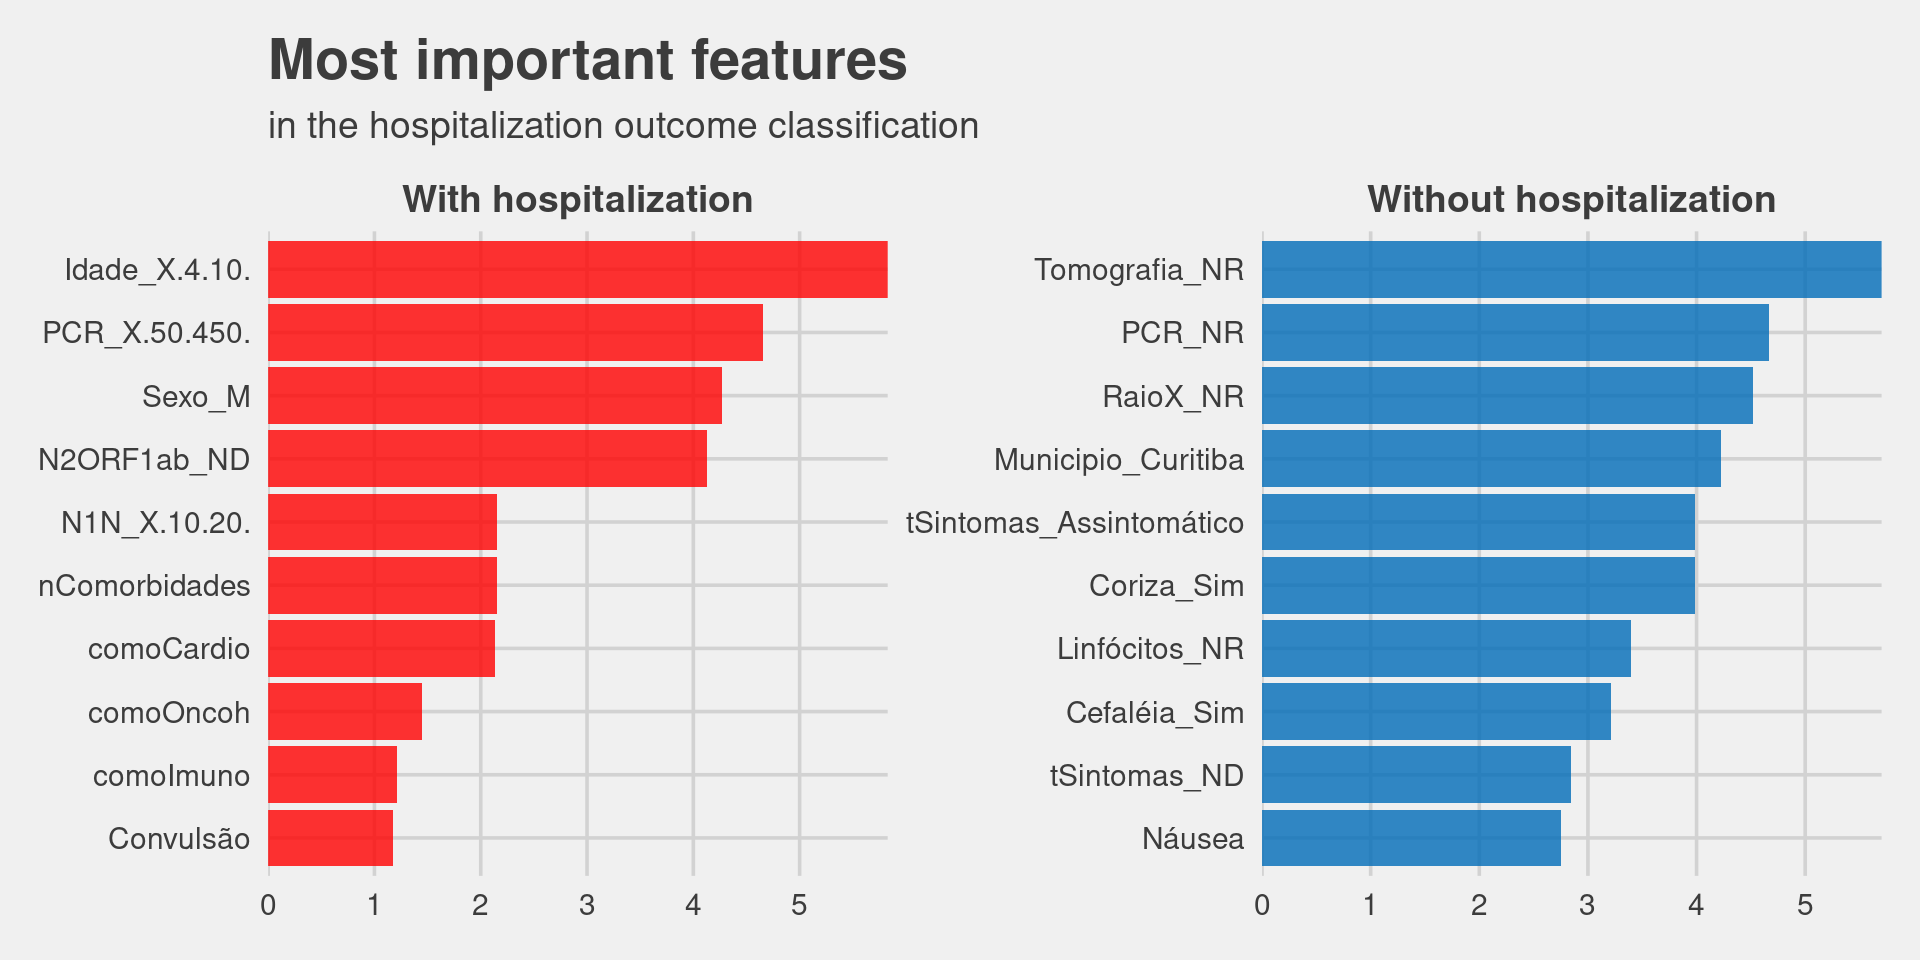 Most important features
in the hospitalization outcome classification
With hospitalization
Idade_X.4.10.
PCR_X.50.450.
Sexo_M
N2ORF1ab_ND
N1N_X.10.20.
nComorbidades
comoCardio
comoOncoh
comoImuno
Convulsão
0 1 2 3 4 5
Without hospitalization
Tomografia_NR
PCR_NR
RaioX_NR
Municipio_Curitiba
tSintomas_Assintomático
Coriza_Sim
Linfócitos_NR
Cefaléia_Sim
tSintomas_ND
Náusea
0 1 2 3 4 5